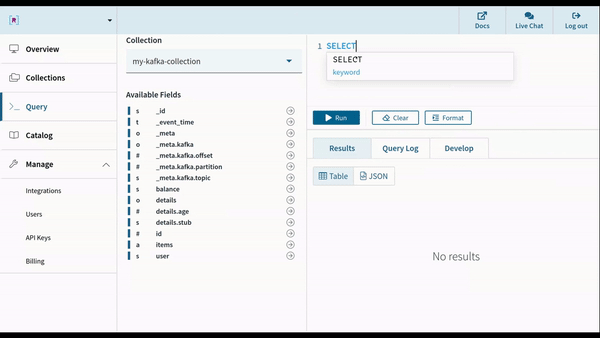 Docs
Live Chat
Log out
Overview
Collections
Query
Catalog
Manage
Integrations
Users
API Keys
Billing
Collection
my-kafka-collection
Available Fields
s _id
t _event_time
o _meta
o _meta.kafka
# _meta.kafka.offset
# _meta.kafka.partition
s _meta.kafka.topic
s balance
o details
# details.age
s details.stub
# id
a items
s user
1 SELECT
SELECT
keyword
Run Clear Format
Results Query Log Develop
Table JSON
No results